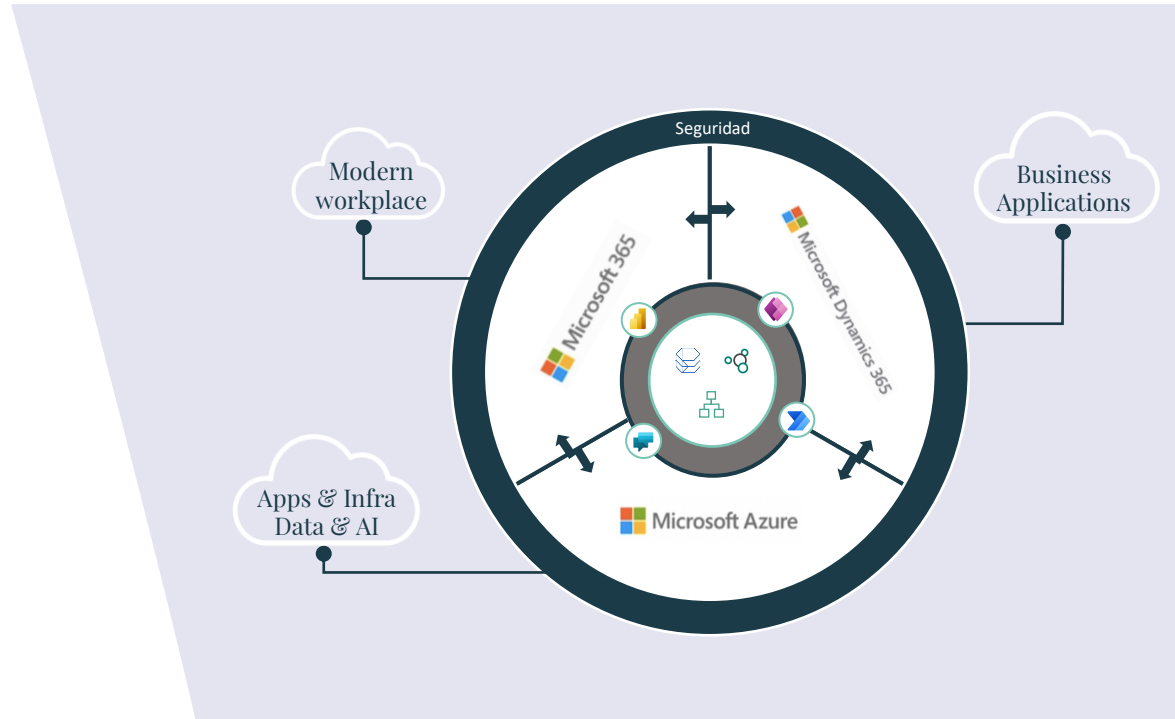 Seguridad
Modern
workplace
Business
Applications
Microsoft 365
Microsoft Dynamics 365
Apps & Infra
Data & AI
Microsoft Azure